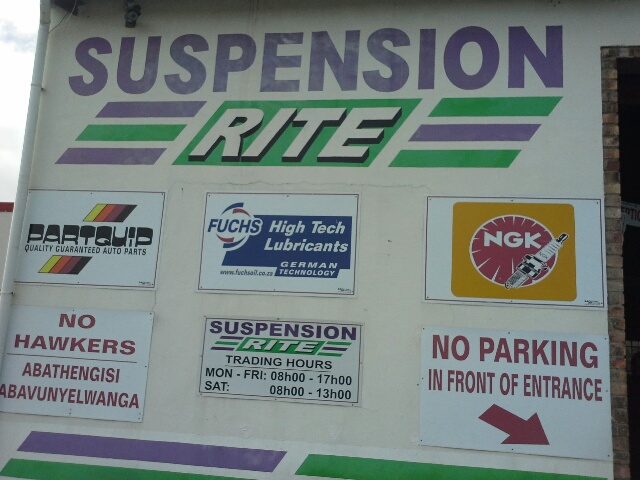 SUSPENSION
RITE
PARTQUIP
QUALITY GUARANTEED AUTO PARTS
FUCHS
High Tech
Lubricants
GERMAN
TECHNOLOGY
www.fuchsoil.co.za
NGK
NO
HAWKERS
ABATHENGISI
ABAVUNYELWANGA
SUSPENSION
RITE
TRADING HOURS
MON - FRI: 08h00 - 17h00
SAT: 08h00 - 13h00
NO PARKING
IN FRONT OF ENTRANCE